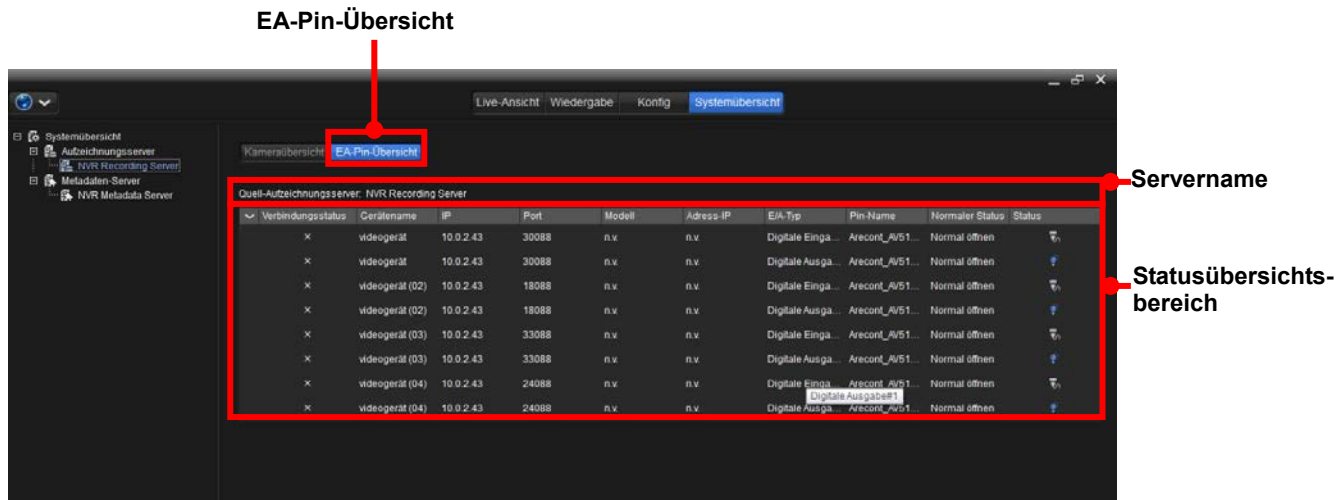 EA-Pin-Übersicht
Live-Ansicht Wiedergabe Konfig Systemübersicht
Systemübersicht
Aufzeichnungsserver
NVR Recording Server
Metadaten-Server
NVR Metadata Server
Kameraübersicht EA-Pin-Übersicht
Servername
Quell-Aufzeichnungsserver: NVR Recording Server
Verbindungsstatus Gerätename IP Port Modell Adress-IP E/A-Typ Pin-Name Normaler Status Status
videogerät 10.0.2.43 30088 n.v. n.v. Digitale Einga... Arecont_AV51... Normal öffnen
videogerät 10.0.2.43 30088 n.v. n.v. Digitale Ausga... Arecont_AV51... Normal öffnen
videogerät (02) 10.0.2.43 18088 n.v. n.v. Digitale Einga... Arecont_AV51... Normal öffnen
videogerät (02) 10.0.2.43 18088 n.v. n.v. Digitale Ausga... Arecont_AV51... Normal öffnen
videogerät (03) 10.0.2.43 33088 n.v. n.v. Digitale Einga... Arecont_AV51... Normal öffnen
videogerät (03) 10.0.2.43 33088 n.v. n.v. Digitale Ausga... Arecont_AV51... Normal öffnen
videogerät (04) 10.0.2.43 24088 n.v. n.v. Digitale Einga... Arecont_AV51... Normal öffnen
Digitale Ausgabe#1
videogerät (04) 10.0.2.43 24088 n.v. n.v. Digitale Ausga... Arecont_AV51... Normal öffnen
Statusübersichts-
bereich